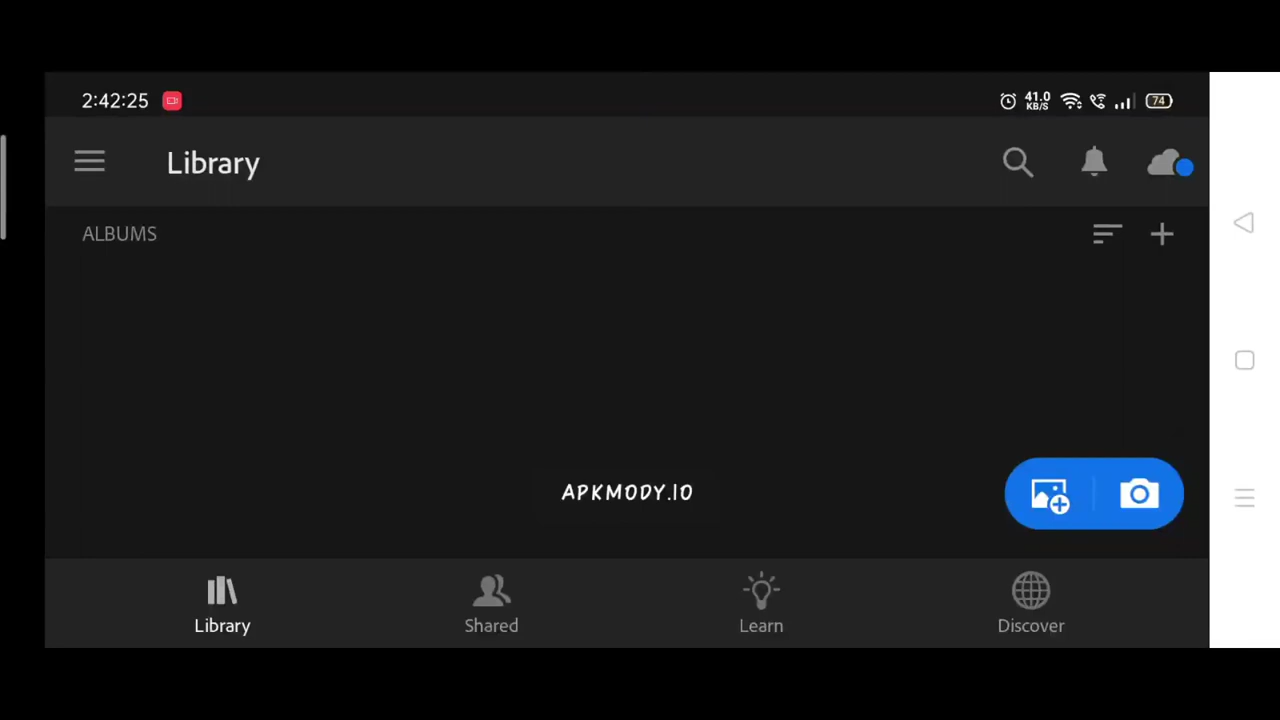 2:42:25
41.0
KB/S
74
Library
ALBUMS
APKMODY.IO
Library
Shared
Learn
Discover